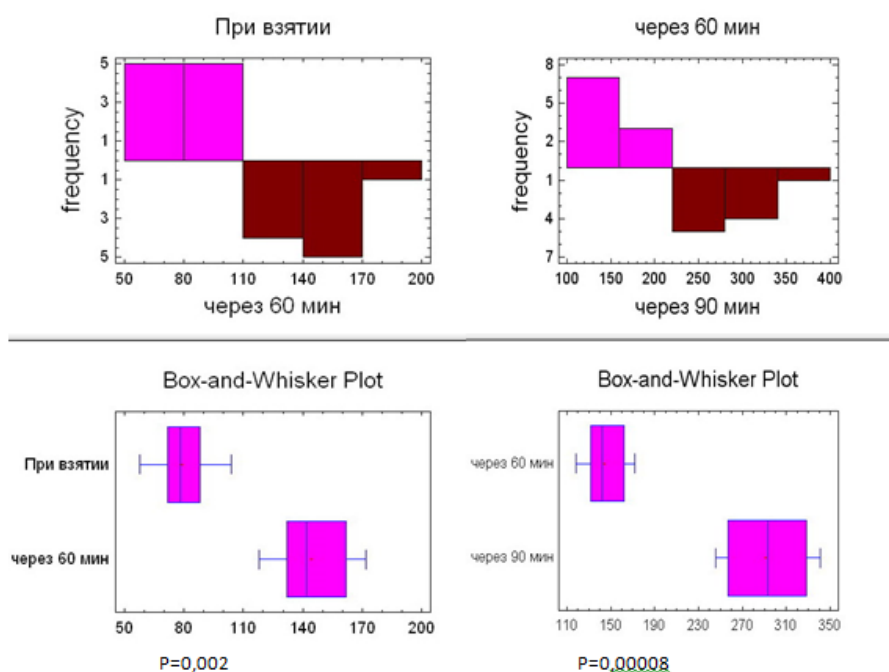 При взятии
5
3
1
1
3
5
frequency
50 80 110 140 170 200
через 60 мин
через 60 мин
8
5
2
1
4
7
frequency
100 150 200 250 300 350 400
через 90 мин
Box-and-Whisker Plot
При взятии
через 60 мин
50 80 110 140 170 200
P=0,002
Box-and-Whisker Plot
через 60 мин
через 90 мин
110 150 190 230 270 310 350
P=0,00008